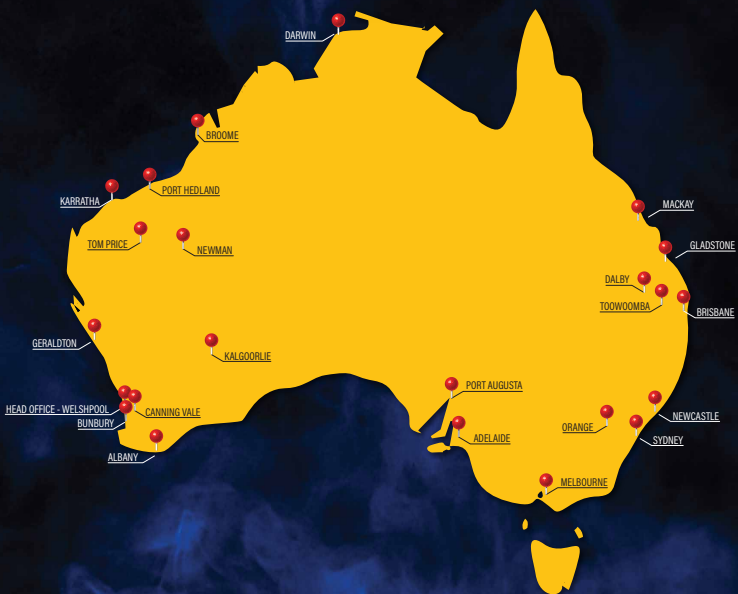 DARWIN
BROOME
PORT HEDLAND
KARRATHA
MACKAY
TOM PRICE
NEWMAN
GLADSTONE
DALBY
TOOWOOMBA
BRISBANE
GERALDTON
KALGOORLIE
PORT AUGUSTA
HEAD OFFICE - WELSHPOOL
CANNING VALE
BUNBURY
NEWCASTLE
ORANGE
ADELAIDE
SYDNEY
ALBANY
MELBOURNE